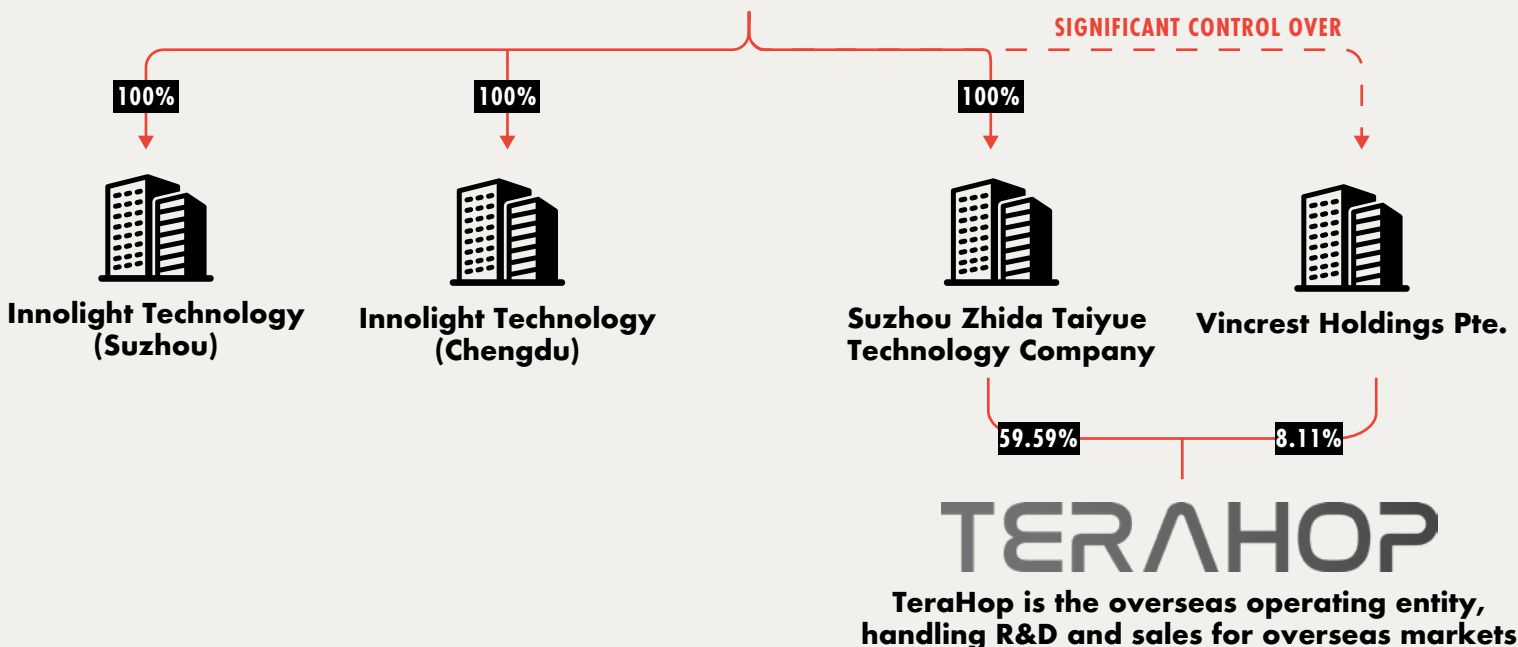 SIGNIFICANT CONTROL OVER
100%
100%
100%
Innolight Technology
(Suzhou)
Innolight Technology
(Chengdu)
Suzhou Zhida Taiyue
Technology Company
Vincrest Holdings Pte.
59.59%
8.11%
TERAHOP
TeraHop is the overseas operating entity,
handling R&D and sales for overseas markets